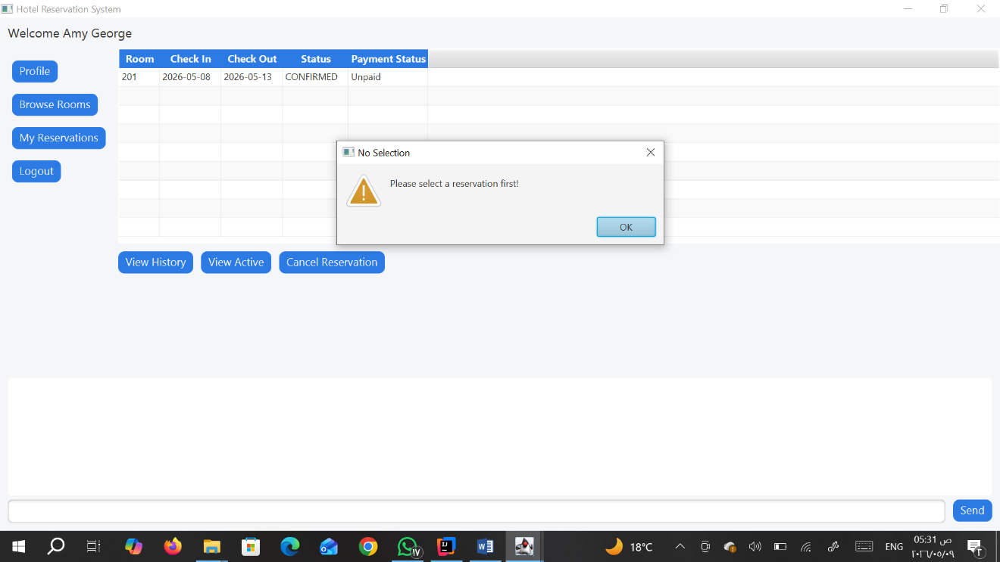 Hotel Reservation System
Welcome Amy George
Profile
Browse Rooms
My Reservations
Logout
Room Check In Check Out Status Payment Status
201 2026-05-08 2026-05-13 CONFIRMED Unpaid
No Selection
Please select a reservation first!
OK
View History View Active Cancel Reservation
Send
18°C
ENG
05:31 ص
٢٠٢٦/٠٥/٠٩